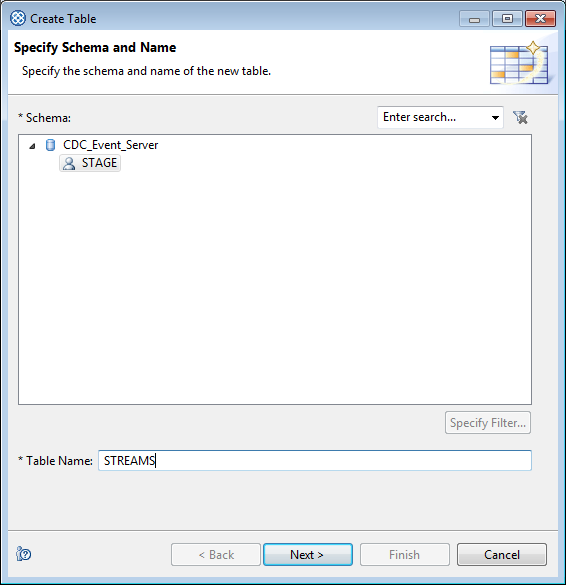 Create Table
Specify Schema and Name
Specify the schema and name of the new table.
* Schema:
Enter search...
CDC_Event_Server
STAGE
Specify Filter...
* Table Name: STREAMS
< Back Next > Finish Cancel